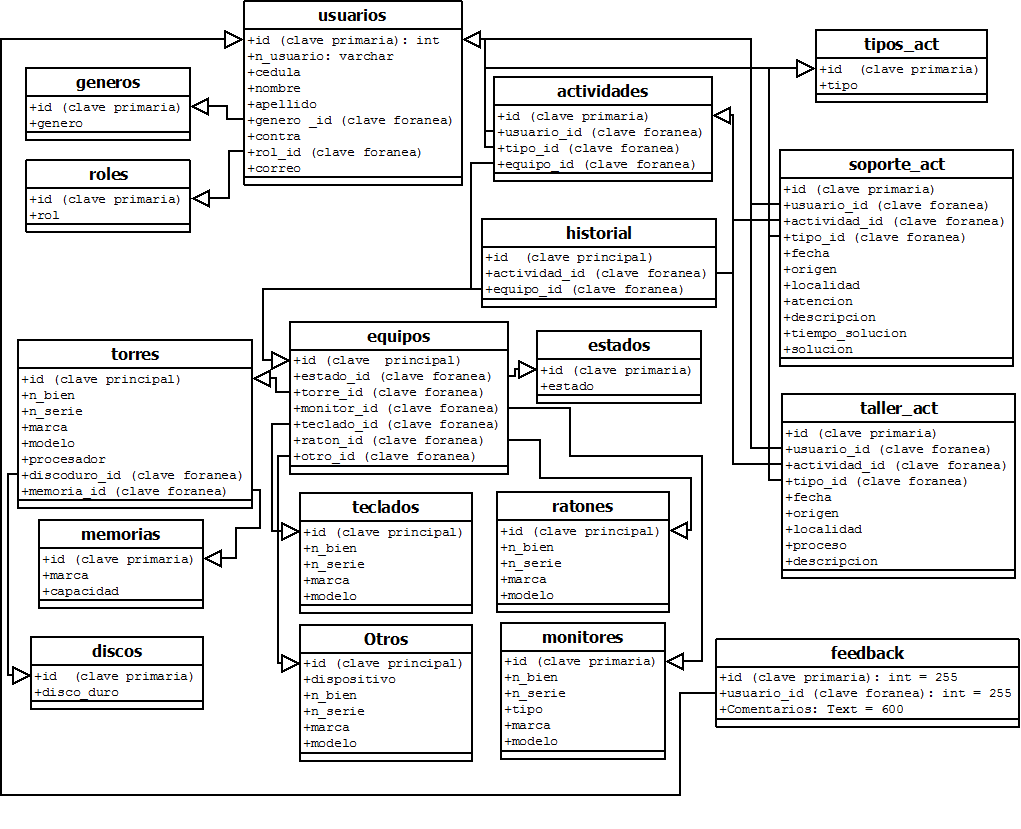 usuarios
+id (clave primaria): int
+n_usuario: varchar
+cedula
+nombre
+apellido
+genero _id (clave foranea)
+contra
+rol_id (clave foranea)
+correo
tipos_act
+id  (clave primaria)
+tipo
generos
+id (clave primaria)
+genero
actividades
+id (clave primaria)
+usuario_id (clave foranea)
+tipo_id (clave foranea)
+equipo_id (clave foranea)
roles
+id (clave primaria)
+rol
soporte_act
+id (clave primaria)
+usuario_id (clave foranea)
+actividad_id (clave foranea)
+tipo_id (clave foranea)
+fecha
+origen
+localidad
+atencion
+descripcion
+tiempo_solucion
+solucion
historial
+id  (clave principal)
+actividad_id (clave foranea)
+equipo_id (clave foranea)
equipos
+id (clave  principal)
+estado_id (clave foranea)
+torre_id (clave foranea)
+monitor_id (clave foranea)
+teclado_id (clave foranea)
+raton_id (clave foranea)
+otro_id (clave foranea)
estados
+id (clave primaria)
+estado
torres
+id (clave principal)
+n_bien
+n_serie
+marca
+modelo
+procesador
+discoduro_id (clave foranea)
+memoria_id (clave foranea)
taller_act
+id (clave primaria)
+usuario_id (clave foranea)
+actividad_id (clave foranea)
+tipo_id (clave foranea)
+fecha
+origen
+localidad
+proceso
+descripcion
teclados
+id (clave principal)
+n_bien
+n_serie
+marca
+modelo
ratones
+id (clave principal)
+n_bien
+n_serie
+marca
+modelo
memorias
+id (clave primaria)
+marca
+capacidad
discos
+id  (clave primaria)
+disco_duro
Otros
+id (clave principal)
+dispositivo
+n_bien
+n_serie
+marca
+modelo
monitores
+id (clave primaria)
+n_bien
+n_serie
+tipo
+marca
+modelo
feedback
+id (clave primaria): int = 255
+usuario_id (clave foranea): int = 255
+Comentarios: Text = 600